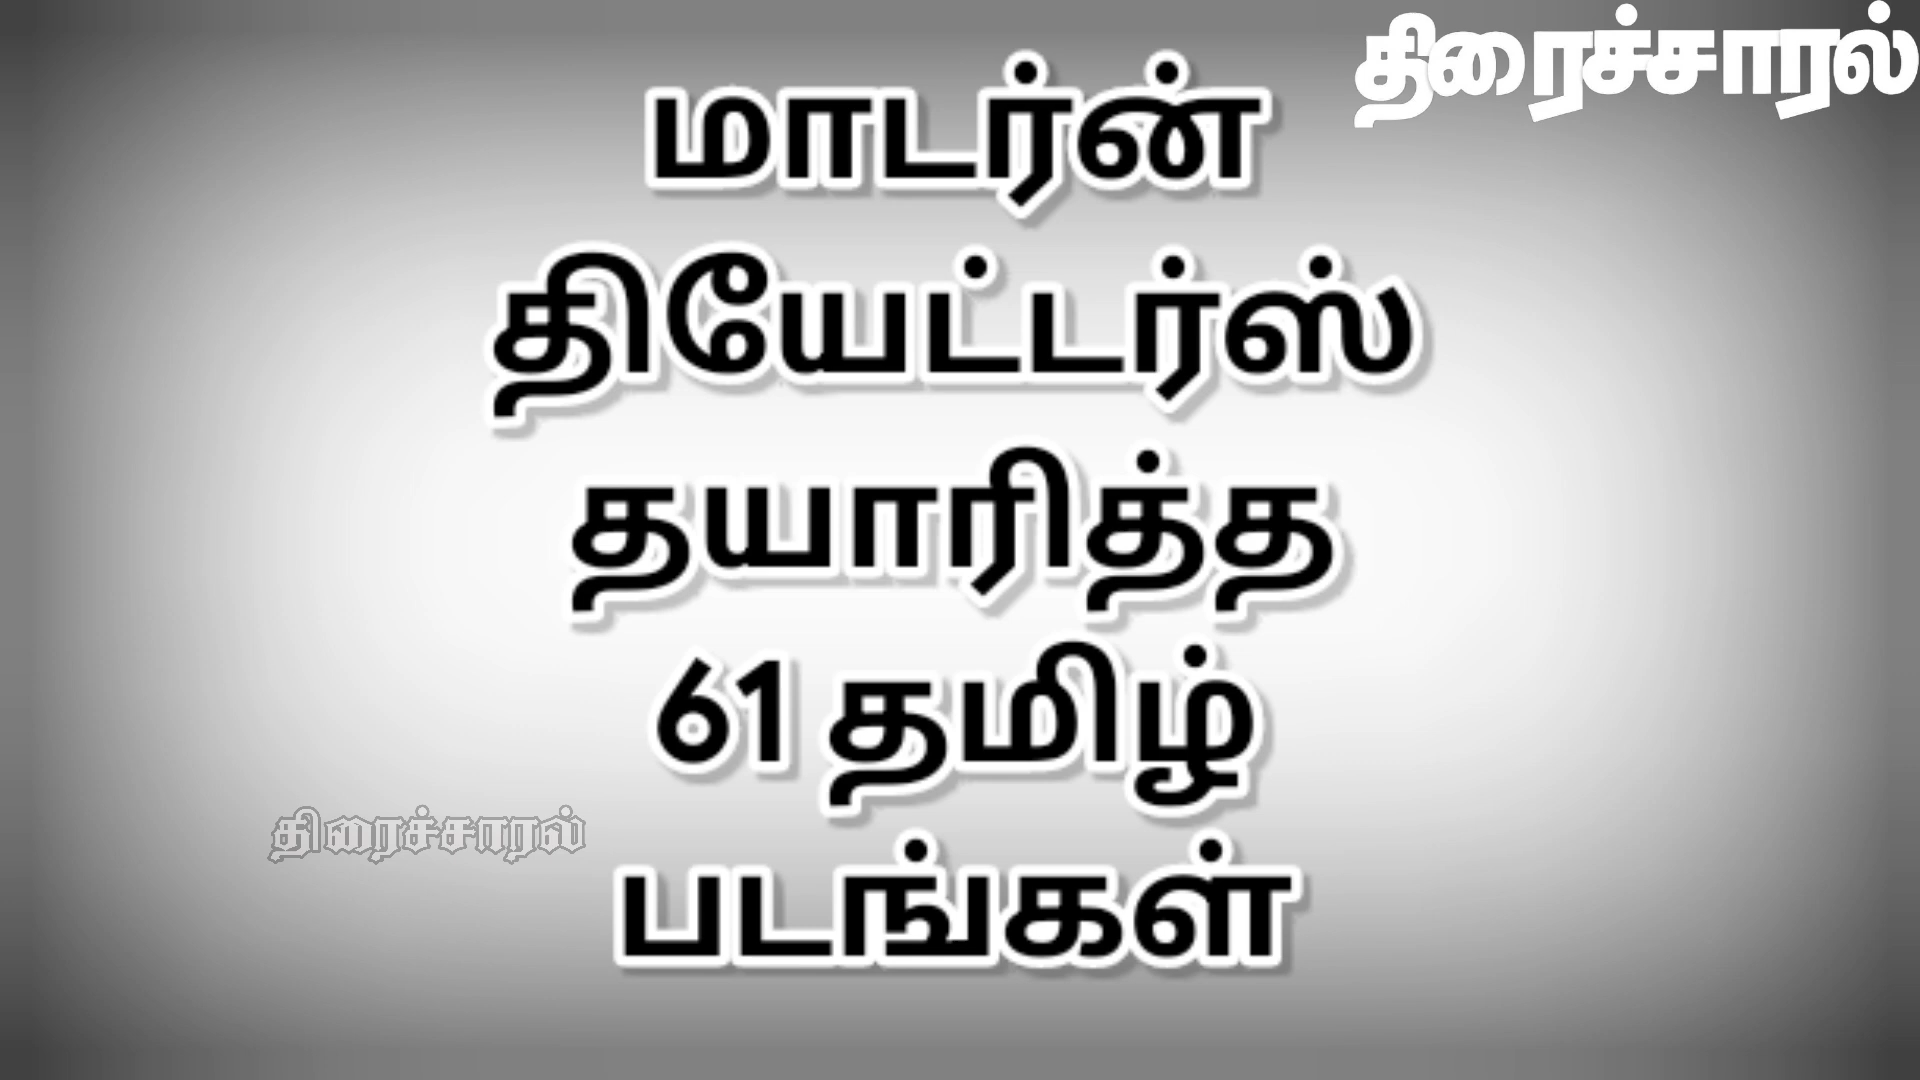 திரைச்சாரல்
மாடர்ன்
தியேட்டர்ஸ்
தயாரித்த
61 தமிழ்
திரைச்சாரல்
படங்கள்